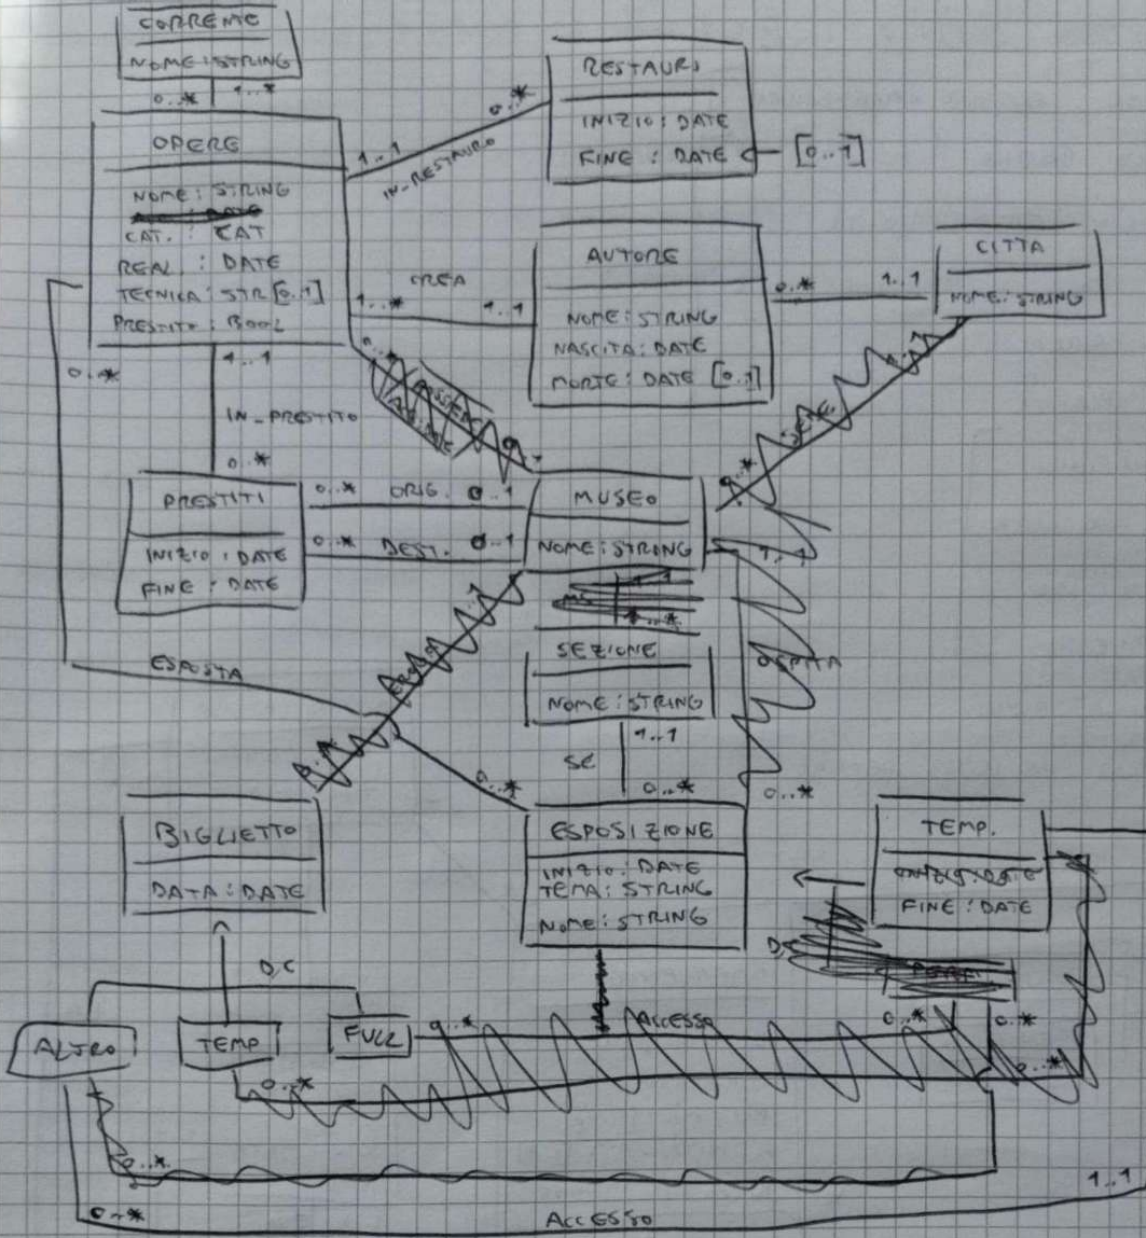 CORRENTE
NOME : STRING
0..* 1..*
OPERE
NOME : STRING
CAT. : CAT
REAL : DATE
TECNICA : STR [0..1]
PRESTITO : BOOL
RESTAURI
INIZIO : DATE
FINE : DATE [0..1]
1..1 0..*
IN-RESTAURO
AUTORE
NOME : STRING
NASCITA : DATE
MORTE : DATE [0..1]
CREA
1..* 1..1
0..* 1..1
CITTA
NOME : STRING
0..*
1..1
IN_PRESTITO
0..*
PRESTITI
INIZIO : DATE
FINE : DATE
0..* ORIG. 0..1
0..* DEST. 0..1
MUSEO
NOME : STRONG
SEZIONE
NOME : STRING
OSPITA
ESPOSTA
1..1
SE
0..*
0..*
0..*
BIGLIETTO
DATA : DATE
ESPOSIZIONE
INIZIO : DATE
TEMA : STRING
NOME : STRING
TEMP.
FINE : DATE
D,C
ALTRO
TEMP
FULL
0..* ACCESSO 0..* 0..*
0..* 0..*
0..*
1..1
0..* ACCESSO